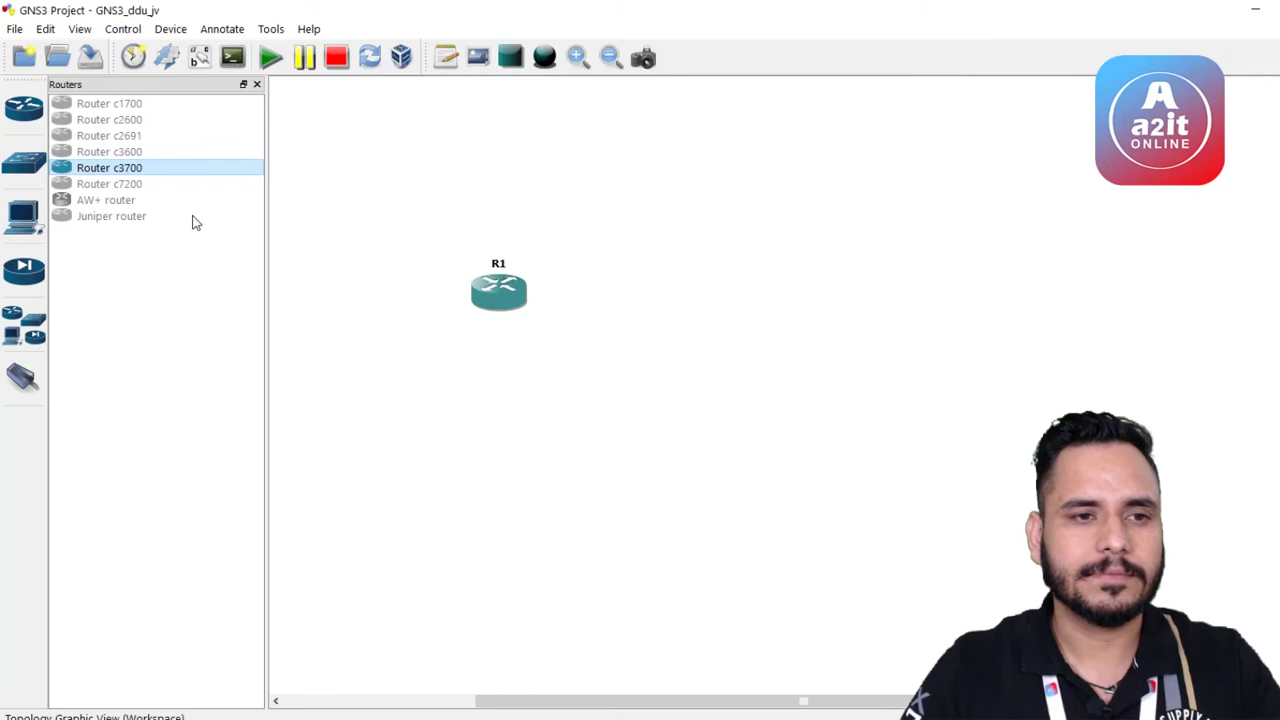 GNS3 Project - GNS3_ddu_jv
File Edit View Control Device Annotate Tools Help
Routers
Router c1700
Router c2600
Router c2691
Router c3600
Router c3700
Router c7200
AW+ router
Juniper router
R1
A
a2it
ONLINE
SUPPLY
Topology Graphic View (Workspace)